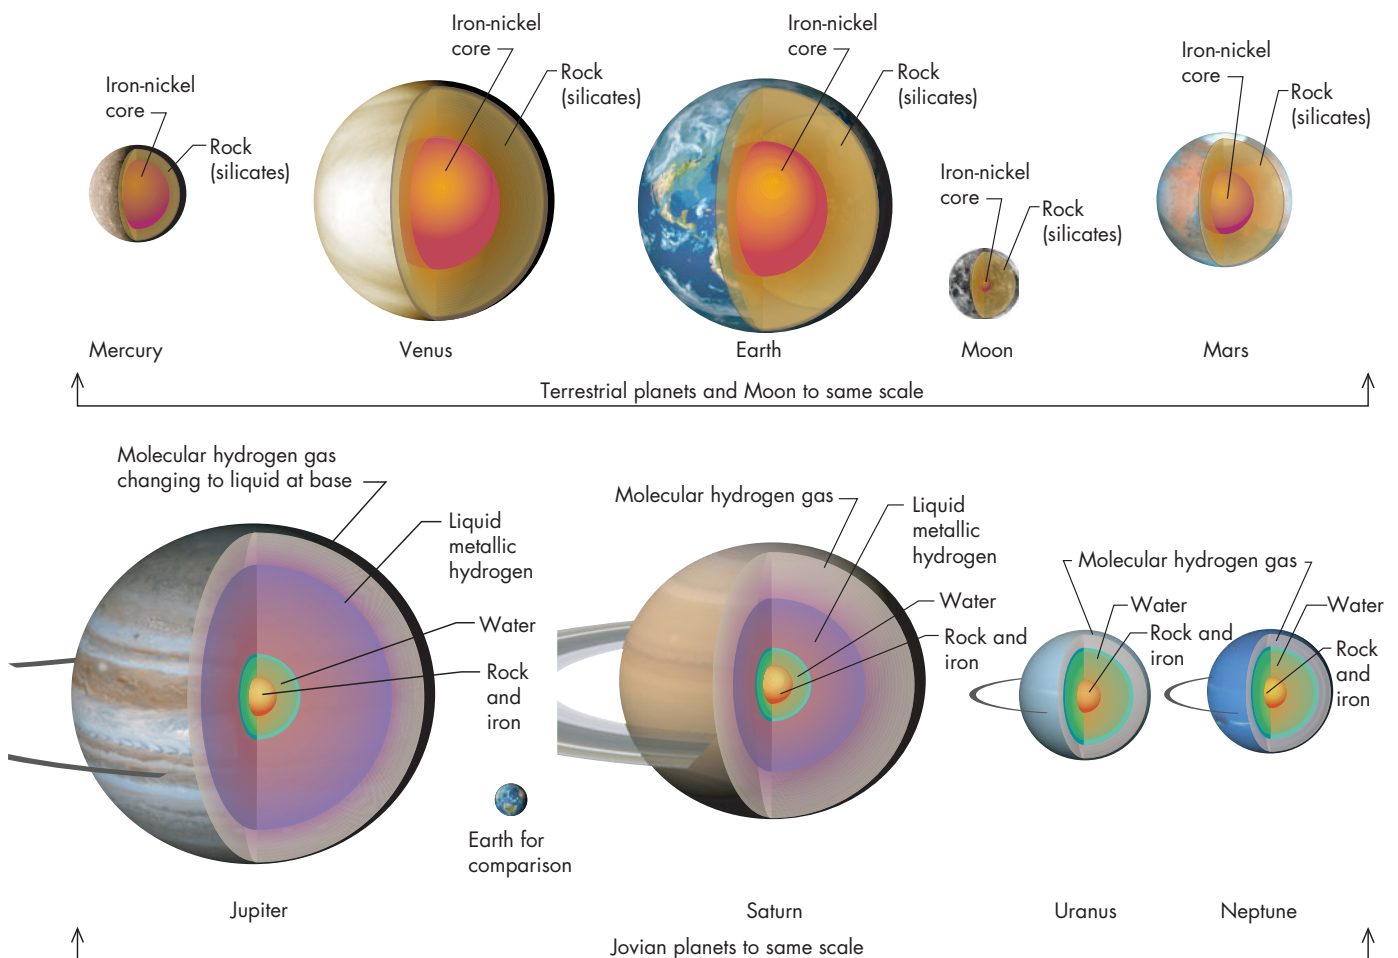 Iron-nickel
core
Rock
(silicates)
Iron-nickel
core
Rock
(silicates)
Iron-nickel
core
Rock
(silicates)
Iron-nickel
core
Rock
(silicates)
Iron-nickel
core
Rock
(silicates)
Mercury
Venus
Earth
Moon
Mars
Terrestrial planets and Moon to same scale
Molecular hydrogen gas
changing to liquid at base
Liquid
metallic
hydrogen
Water
Rock
and
iron
Earth for
comparison
Molecular hydrogen gas
Liquid
metallic
hydrogen
Water
Rock and
iron
Molecular hydrogen gas
Water
Rock and
iron
Water
Rock
and
iron
Jupiter
Saturn
Uranus
Neptune
Jovian planets to same scale